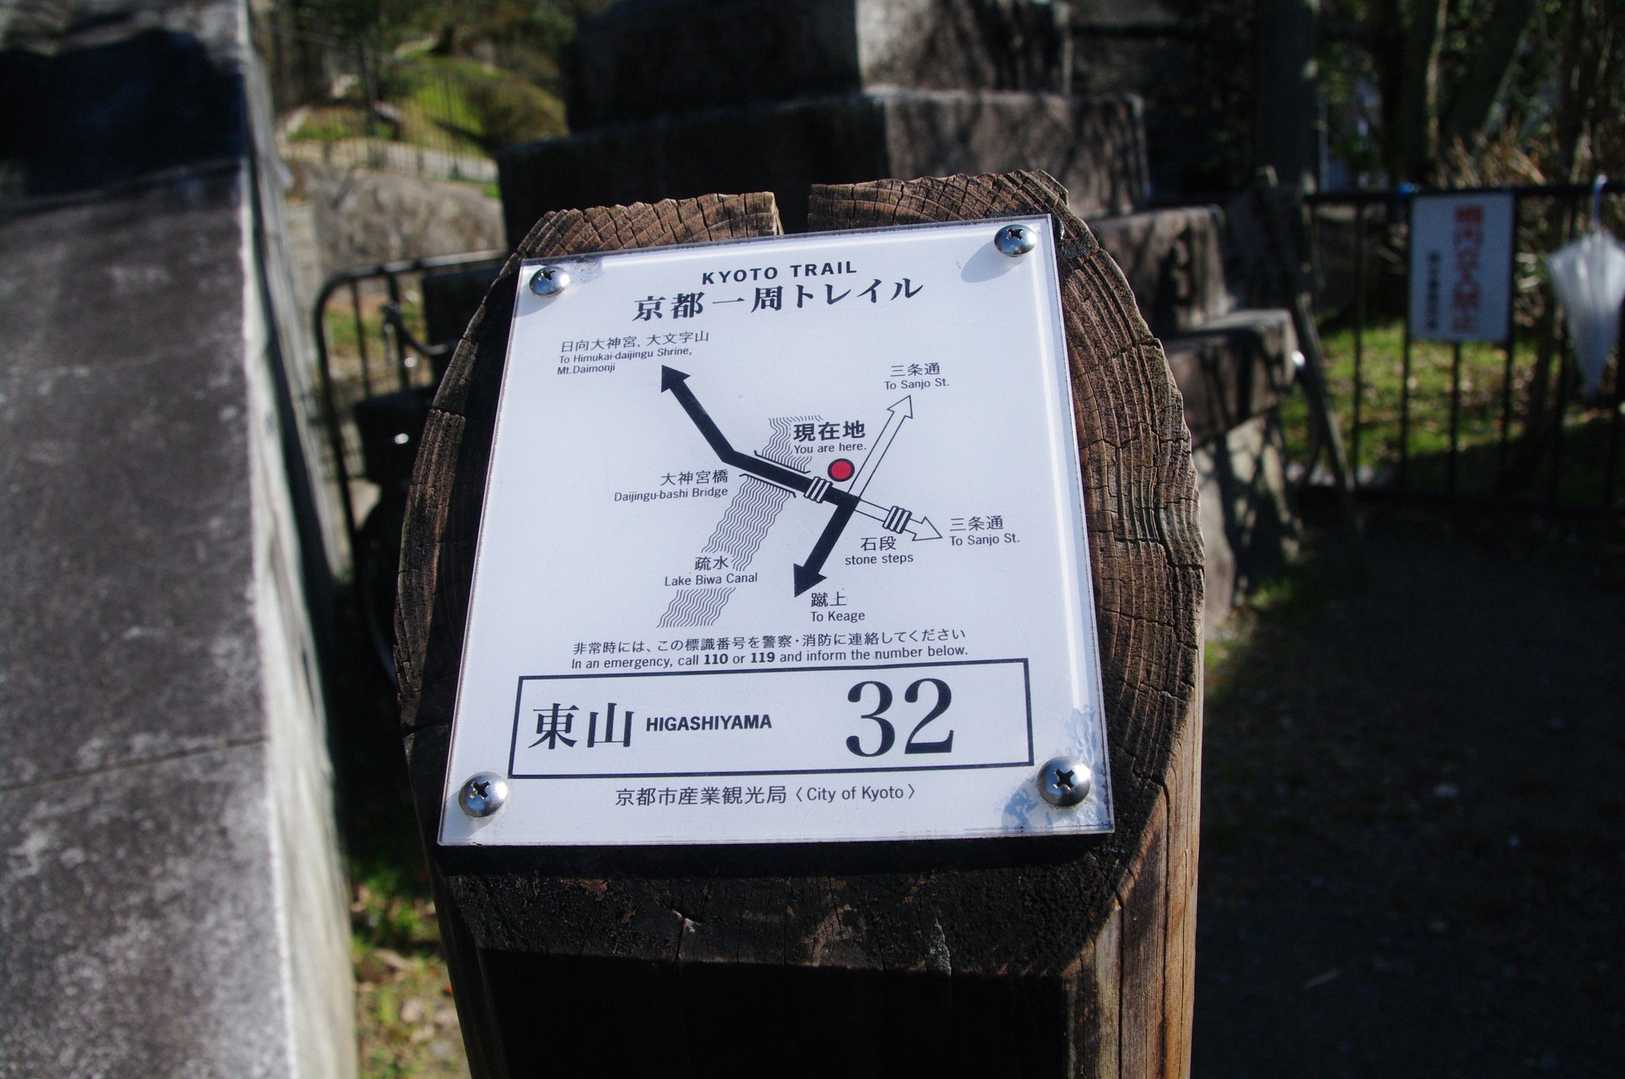 KYOTO TRAIL
京都一周トレイル
日向大神宮、大文字山
To Himukai-daijingu Shrine,
Mt.Daimonji
三条通
To Sanjo St.
現在地
You are here.
大神宮橋
Daijingu-bashi Bridge
三条通
To Sanjo St.
石段
stone steps
疏水
Lake Biwa Canal
蹴上
To Keage
非常時には、この標識番号を警察・消防に連絡してください
In an emergency, call 110 or 119 and inform the number below.
東山 HIGASHIYAMA 32
京都市産業観光局〈City of Kyoto〉